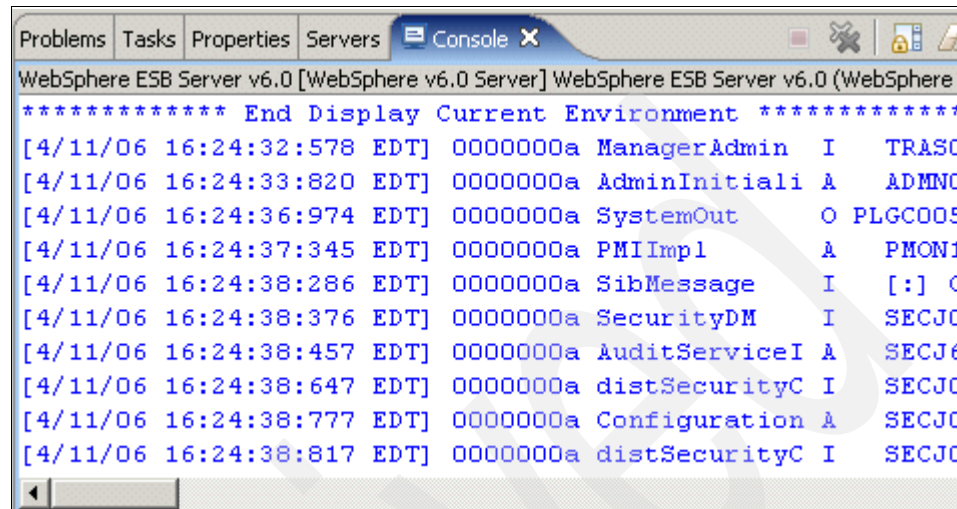 Problems Tasks Properties Servers Console
WebSphere ESB Server v6.0 [WebSphere v6.0 Server] WebSphere ESB Server v6.0 (WebSphere
************* End Display Current Environment *************
[4/11/06 16:24:32:578 EDT] 0000000a ManagerAdmin I TRAS0
[4/11/06 16:24:33:820 EDT] 0000000a AdminInitiali A ADMN0
[4/11/06 16:24:36:974 EDT] 0000000a SystemOut O PLGC005
[4/11/06 16:24:37:345 EDT] 0000000a PMIImpl A PMON1
[4/11/06 16:24:38:286 EDT] 0000000a SibMessage I [:]
[4/11/06 16:24:38:376 EDT] 0000000a SecurityDM I SECJ0
[4/11/06 16:24:38:457 EDT] 0000000a AuditServiceI A SECJ6
[4/11/06 16:24:38:647 EDT] 0000000a distSecurityC I SECJ0
[4/11/06 16:24:38:777 EDT] 0000000a Configuration A SECJ0
[4/11/06 16:24:38:817 EDT] 0000000a distSecurityC I SECJ0